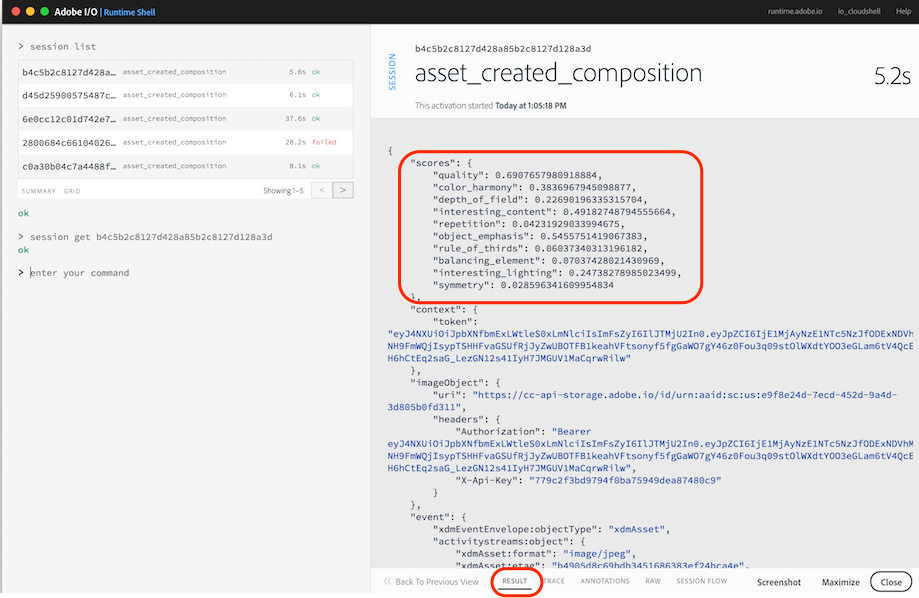 Adobe I/O | Runtime Shell
runtime.adobe.io io_cloudshell Help
> session list
b4c5b2c8127d428a… asset_created_composition 5.6s ok
d45d25900575487c… asset_created_composition 6.1s ok
6e0cc12c01d742e7… asset_created_composition 37.6s ok
2800684c66104026… asset_created_composition 28.2s failed
c0a30b04c7a4488f… asset_created_composition 8.1s ok
SUMMARY GRID Showing 1–5 < >
ok
> session get b4c5b2c8127d428a85b2c8127d128a3d
ok
> enter your command
SESSION
b4c5b2c8127d428a85b2c8127d128a3d
asset_created_composition 5.2s
This activation started Today at 1:05:18 PM
{
"scores": {
"quality": 0.6907657980918884,
"color_harmony": 0.3836967945098877,
"depth_of_field": 0.22690196335315704,
"interesting_content": 0.49182748794555664,
"repetition": 0.04231929033994675,
"object_emphasis": 0.5455751419067383,
"rule_of_thirds": 0.06037340313196182,
"balancing_element": 0.07037428021430969,
"interesting_lighting": 0.24738278985023499,
"symmetry": 0.028596341609954834
},
"context": {
"token":
"eyJ4NXUiOiJpbXNfbmExLWtleS0xLmNlciIsImFsZyI6IlJTMjU2In0.eyJpZCI6IjE1MjAyNzE1NTc5NzJfODExNDVh
NH9FmWQjIsypTSHHFvaGSUfRjJyZwUBOTFB1keahVFtsonyf5fgGaWO7gY46z0Fou3q09stOlWXdtYOO3eGLam6tV4QcE
H6hCtEq2saG_LezGN12s41IyH7JMGUV1MaCqrwRilw"
},
"imageObject": {
"uri": "https://cc-api-storage.adobe.io/id/urn:aaid:sc:us:e9f8e24d-7ecd-452d-9a4d-
3d805b0fd311",
"headers": {
"Authorization": "Bearer
eyJ4NXUiOiJpbXNfbmExLWtleS0xLmNlciIsImFsZyI6IlJTMjU2In0.eyJpZCI6IjE1MjAyNzE1NTc5NzJfODExNDVhM
NH9FmWQjIsypTSHHFvaGSUfRjJyZwUBOTFB1keahVFtsonyf5fgGaWO7gY46z0Fou3q09stOlWXdtYOO3eGLam6tV4QcE
H6hCtEq2saG_LezGN12s41IyH7JMGUV1MaCqrwRilw",
"X-Api-Key": "779c2f3bd9794f0ba75949dea87480c9"
}
},
"event": {
"xdmEventEnvelope:objectType": "xdmAsset",
"activitystreams:object": {
"xdmAsset:format": "image/jpeg",
"xdmAsset:etag": "b4905d8c69bdb3451686383ef24bca4e",
Back To Previous View RESULT TRACE ANNOTATIONS RAW SESSION FLOW Screenshot Maximize Close